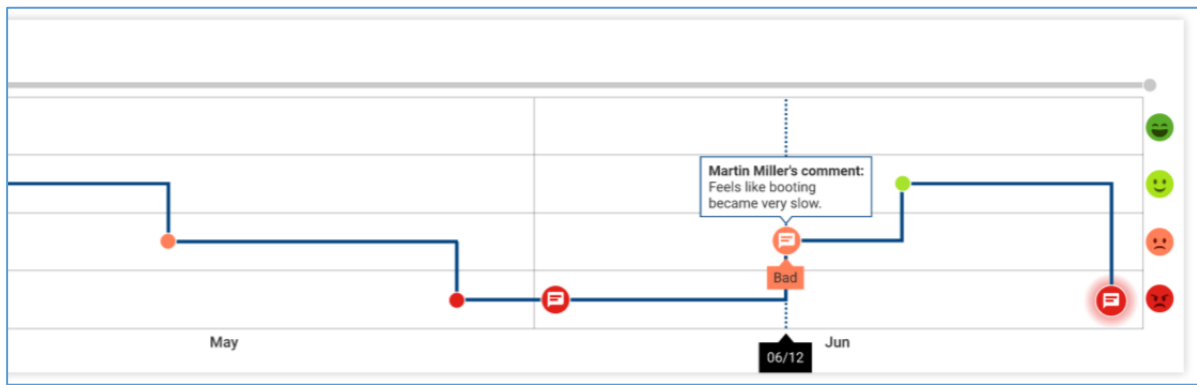 Martin Miller's comment:
Feels like booting
became very slow.
Bad
May
Jun
06/12